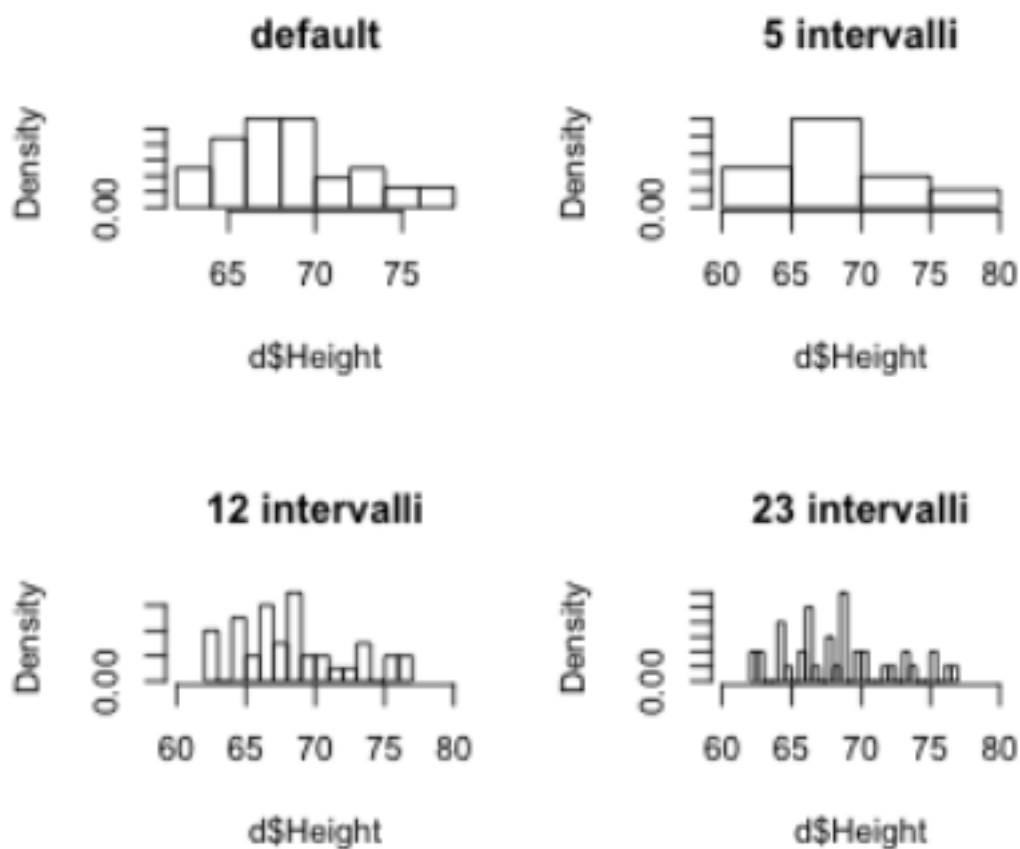 default
Density
0.00
65 70 75
d$Height
5 intervalli
Density
0.00
60 65 70 75 80
d$Height
12 intervalli
Density
0.00
60 65 70 75 80
d$Height
23 intervalli
Density
0.00
60 65 70 75 80
d$Height